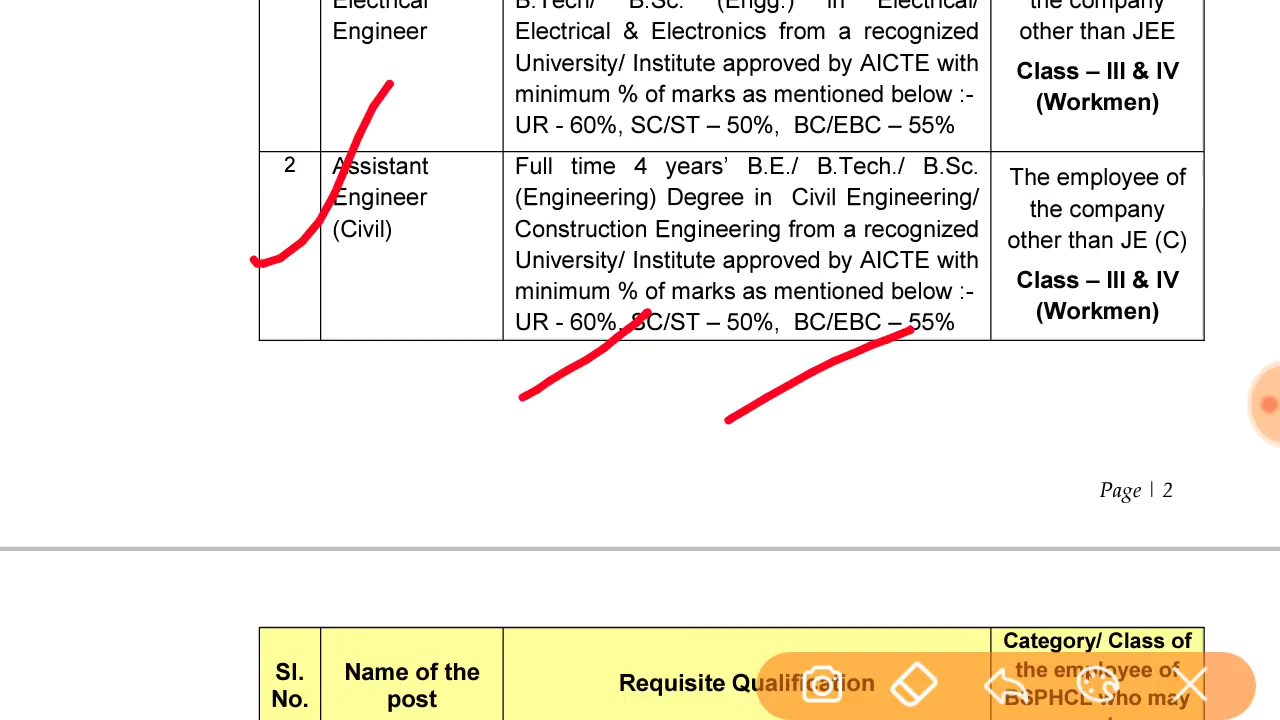 Electrical
Engineer
B.Tech/ B.Sc. (Engg.) in Electrical/
Electrical & Electronics from a recognized
University/ Institute approved by AICTE with
minimum % of marks as mentioned below :-
UR - 60%, SC/ST – 50%, BC/EBC – 55%
the company
other than JEE
Class – III & IV
(Workmen)
2
Assistant
Engineer
(Civil)
Full time 4 years’ B.E./ B.Tech./ B.Sc.
(Engineering) Degree in Civil Engineering/
Construction Engineering from a recognized
University/ Institute approved by AICTE with
minimum % of marks as mentioned below :-
UR - 60%, SC/ST – 50%, BC/EBC – 55%
The employee of
the company
other than JE (C)
Class – III & IV
(Workmen)
Page | 2
Sl.
No.
Name of the
post
Requisite Qualification
Category/ Class of
the employee of
BSPHCL who may